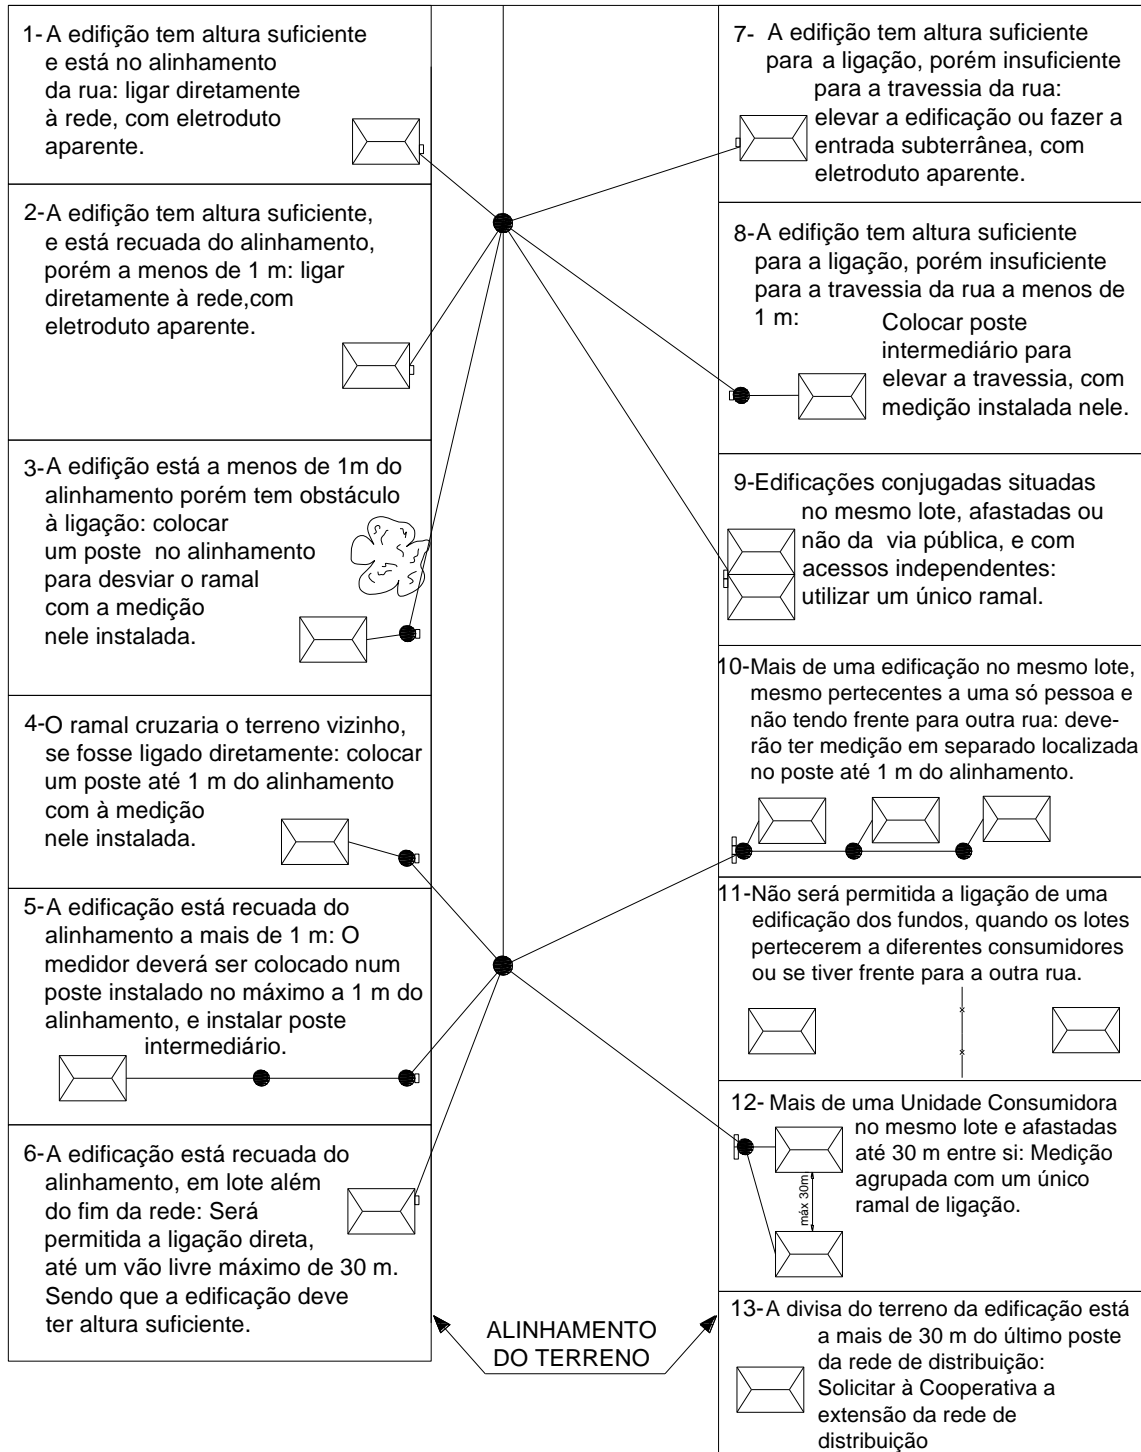 1- A edifição tem altura suficiente
e está no alinhamento
da rua: ligar diretamente
à rede, com eletroduto
aparente.
2-A edifição tem altura suficiente,
e está recuada do alinhamento,
porém a menos de 1 m: ligar
diretamente à rede,com
eletroduto aparente.
3-A edifição está a menos de 1m do
alinhamento porém tem obstáculo
à ligação: colocar
um poste no alinhamento
para desviar o ramal
com a medição
nele instalada.
4-O ramal cruzaria o terreno vizinho,
se fosse ligado diretamente: colocar
um poste até 1 m do alinhamento
com à medição
nele instalada.
5-A edificação está recuada do
alinhamento a mais de 1 m: O
medidor deverá ser colocado num
poste instalado no máximo a 1 m do
alinhamento, e instalar poste
intermediário.
6-A edificação está recuada do
alinhamento, em lote além
do fim da rede: Será
permitida a ligação direta,
até um vão livre máximo de 30 m.
Sendo que a edificação deve
ter altura suficiente.
ALINHAMENTO
DO TERRENO
7- A edifição tem altura suficiente
para a ligação, porém insuficiente
para a travessia da rua:
elevar a edificação ou fazer a
entrada subterrânea, com
eletroduto aparente.
8-A edifição tem altura suficiente
para a ligação, porém insuficiente
para a travessia da rua a menos de
1 m:
Colocar poste
intermediário para
elevar a travessia, com
medição instalada nele.
9-Edificações conjugadas situadas
no mesmo lote, afastadas ou
não da via pública, e com
acessos independentes:
utilizar um único ramal.
10-Mais de uma edificação no mesmo lote,
mesmo pertecentes a uma só pessoa e
não tendo frente para outra rua: deve-
rão ter medição em separado localizada
no poste até 1 m do alinhamento.
11-Não será permitida a ligação de uma
edificação dos fundos, quando os lotes
pertecerem a diferentes consumidores
ou se tiver frente para a outra rua.
12- Mais de uma Unidade Consumidora
no mesmo lote e afastadas
até 30 m entre si: Medição
agrupada com um único
ramal de ligação.
máx 30m
13-A divisa do terreno da edificação está
a mais de 30 m do último poste
da rede de distribuição:
Solicitar à Cooperativa a
extensão da rede de
distribuição